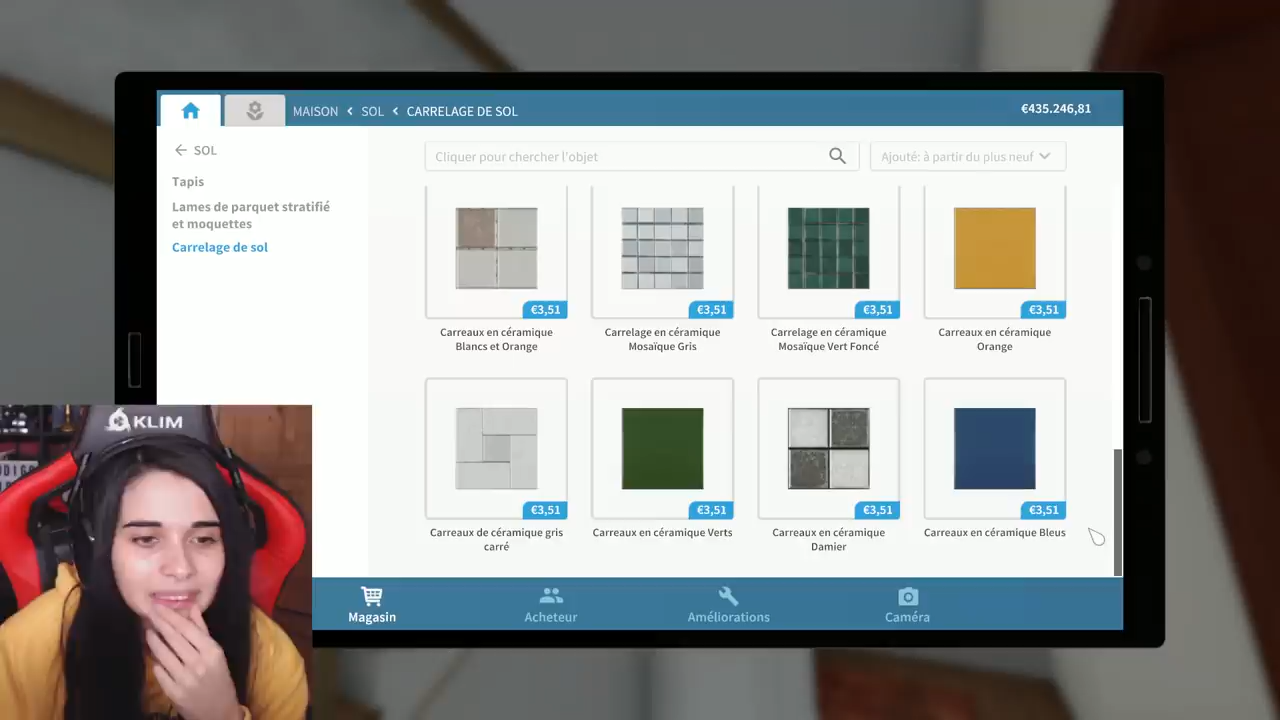 MAISON < SOL < CARRELAGE DE SOL
€435.246,81
← SOL
Tapis
Lames de parquet stratifié
et moquettes
Carrelage de sol
Cliquer pour chercher l'objet
Ajouté: à partir du plus neuf
€3,51
€3,51
€3,51
€3,51
Carreaux en céramique
Blancs et Orange
Carrelage en céramique
Mosaïque Gris
Carrelage en céramique
Mosaïque Vert Foncé
Carreaux en céramique
Orange
€3,51
€3,51
€3,51
€3,51
Carreaux de céramique gris
carré
Carreaux en céramique Verts
Carreaux en céramique
Damier
Carreaux en céramique Bleus
KLIM
Magasin
Acheteur
Améliorations
Caméra